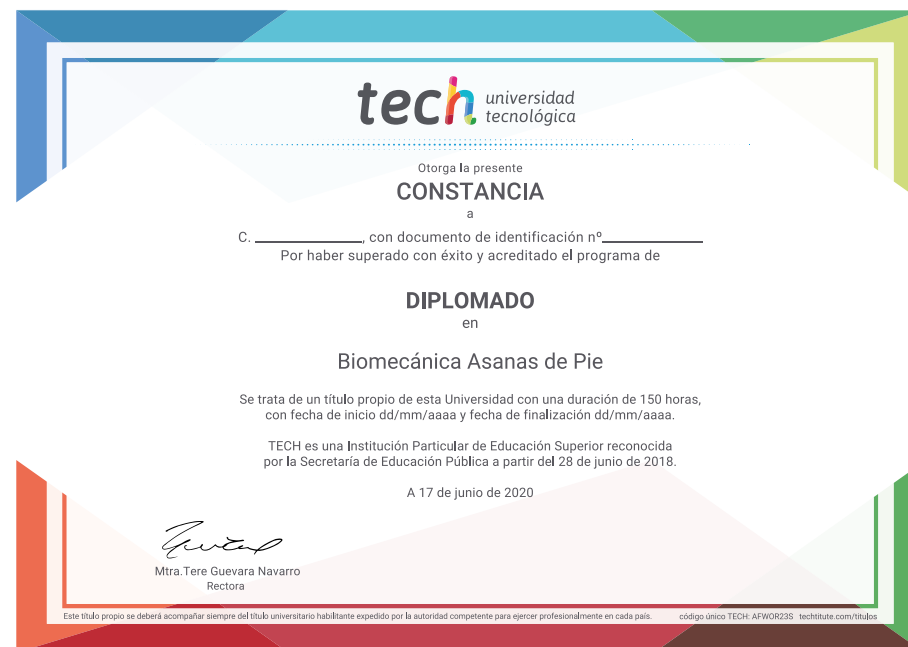 tech universidad
tecnológica
Otorga la presente
CONSTANCIA
a
C. ____________, con documento de identificación nº____________
Por haber superado con éxito y acreditado el programa de
DIPLOMADO
en
Biomecánica Asanas de Pie
Se trata de un título propio de esta Universidad con una duración de 150 horas,
con fecha de inicio dd/mm/aaaa y fecha de finalización dd/mm/aaaa.
TECH es una Institución Particular de Educación Superior reconocida
por la Secretaría de Educación Pública a partir del 28 de junio de 2018.
A 17 de junio de 2020
Mtra.Tere Guevara Navarro
Rectora
Este título propio se deberá acompañar siempre del título universitario habilitante expedido por la autoridad competente para ejercer profesionalmente en cada país. código único TECH: AFWOR23S techtitute.com/titulos